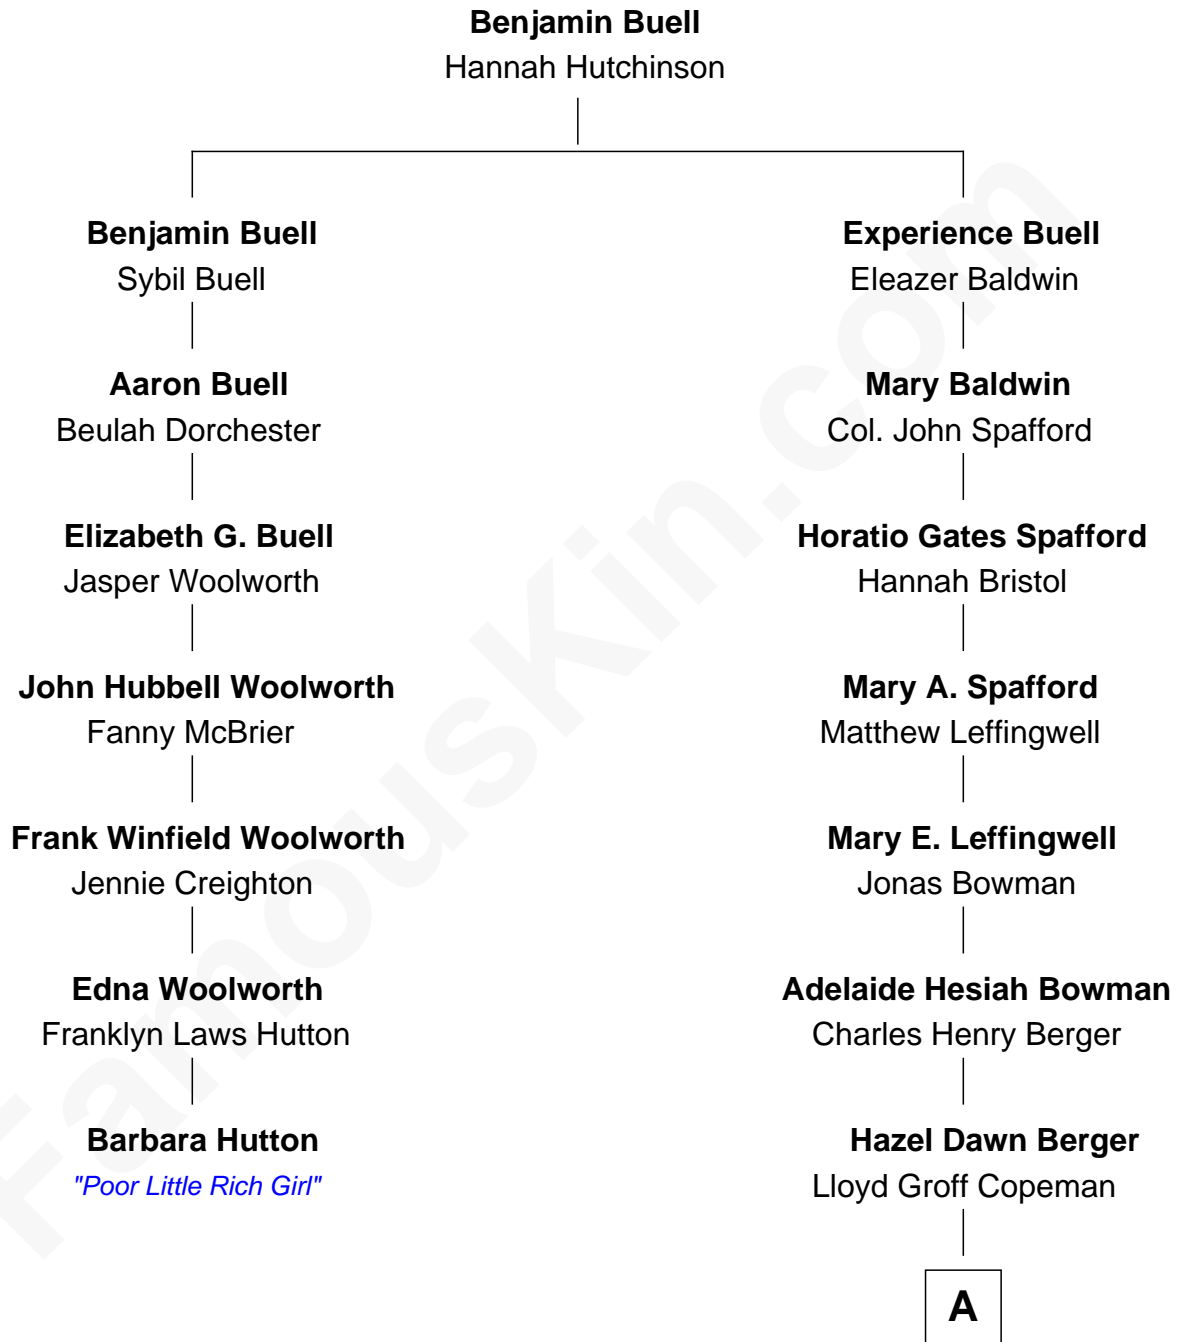 Benjamin Buell
Hannah Hutchinson
Benjamin Buell
Sybil Buell
Experience Buell
Eleazer Baldwin
Aaron Buell
Beulah Dorchester
Mary Baldwin
Col. John Spafford
Elizabeth G. Buell
Jasper Woolworth
Horatio Gates Spafford
Hannah Bristol
John Hubbell Woolworth
Fanny McBrier
Mary A. Spafford
Matthew Leffingwell
Frank Winfield Woolworth
Jennie Creighton
Mary E. Leffingwell
Jonas Bowman
Edna Woolworth
Franklyn Laws Hutton
Adelaide Hesiah Bowman
Charles Henry Berger
Barbara Hutton
"Poor Little Rich Girl"
Hazel Dawn Berger
Lloyd Groff Copeman
A
FamousKin.com